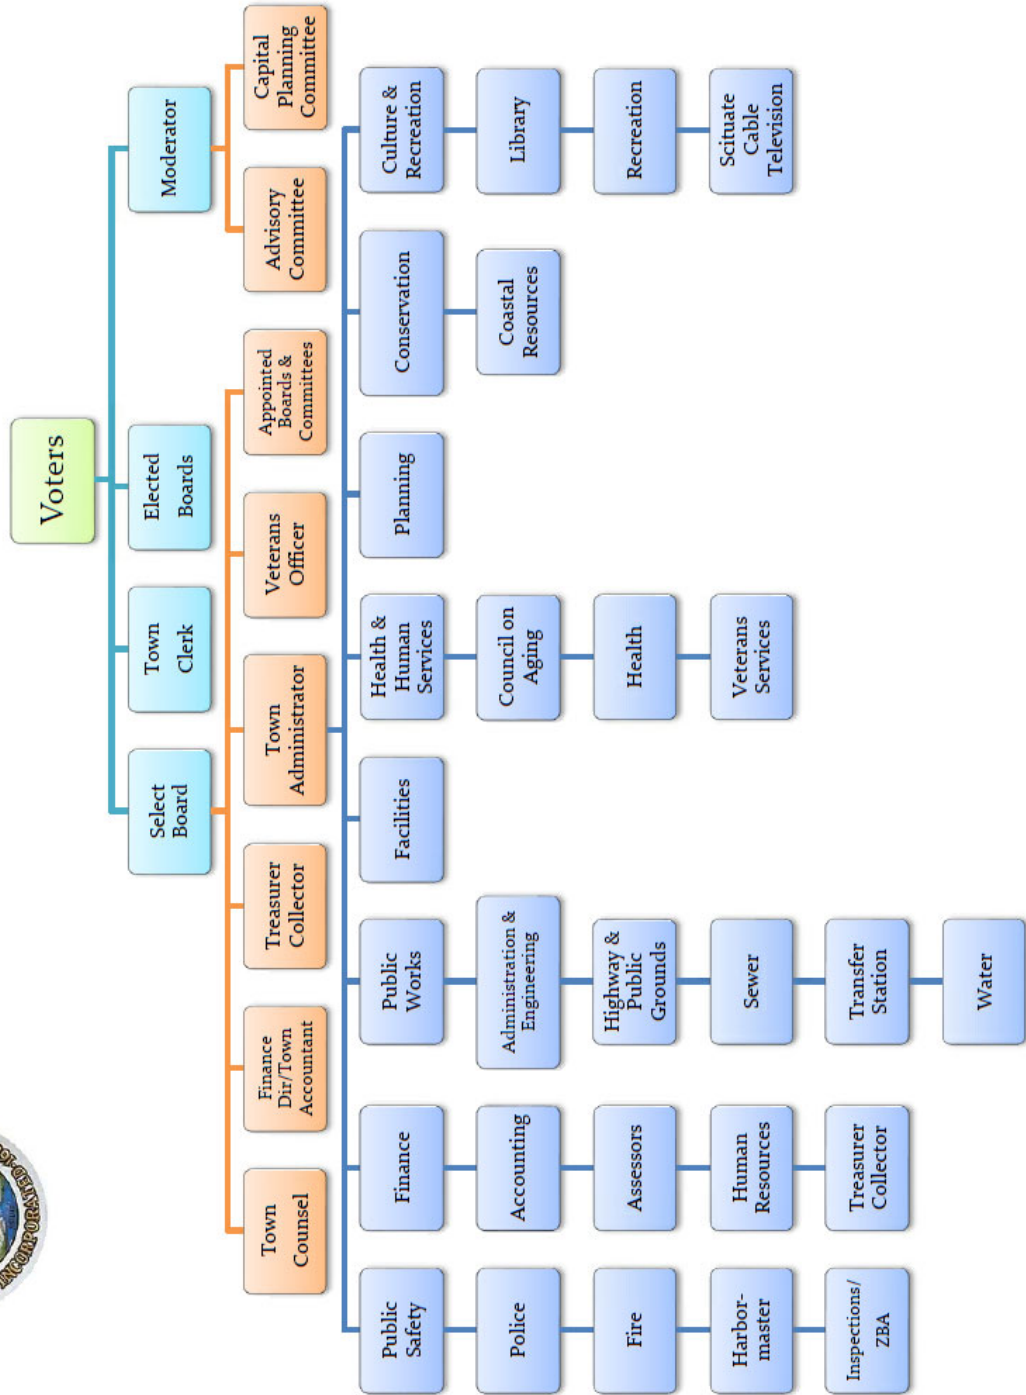 Voters
Select
Board
Town
Clerk
Elected
Boards
Moderator
Town
Counsel
Finance
Dir/Town
Accountant
Treasurer
Collector
Town
Administrator
Veterans
Officer
Appointed
Boards &
Committees
Advisory
Committee
Capital
Planning
Committee
Public
Safety
Police
Fire
Harbor-
master
Inspections/
ZBA
Finance
Accounting
Assessors
Human
Resources
Treasurer
Collector
Public
Works
Administration &
Engineering
Highway &
Public
Grounds
Sewer
Transfer
Station
Water
Facilities
Health &
Human
Services
Council on
Aging
Health
Veterans
Services
Planning
Conservation
Coastal
Resources
Culture &
Recreation
Library
Recreation
Scituate
Cable
Television
INCORPORATED